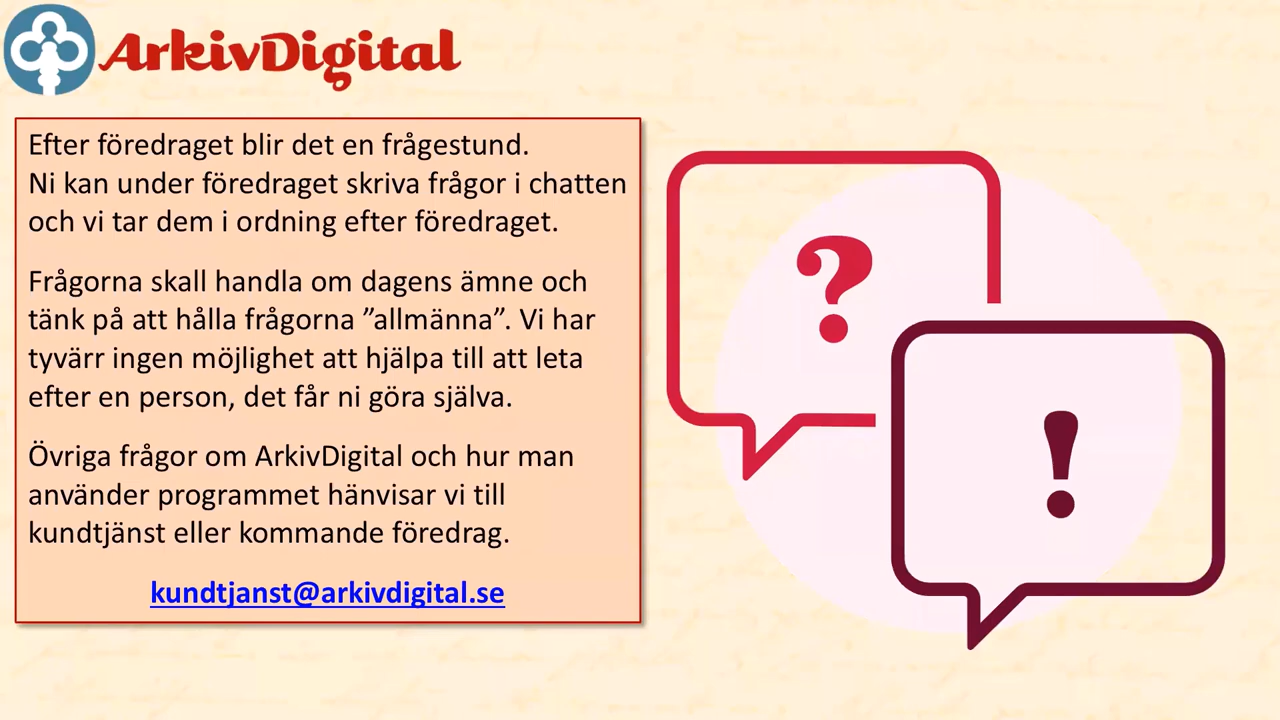 ArkivDigital
Efter föredraget blir det en frågestund.
Ni kan under föredraget skriva frågor i chatten
och vi tar dem i ordning efter föredraget.
Frågorna skall handla om dagens ämne och
tänk på att hålla frågorna ”allmänna”. Vi har
tyvärr ingen möjlighet att hjälpa till att leta
efter en person, det får ni göra själva.
Övriga frågor om ArkivDigital och hur man
använder programmet hänvisar vi till
kundtjänst eller kommande föredrag.
kundtjanst@arkivdigital.se
?
!